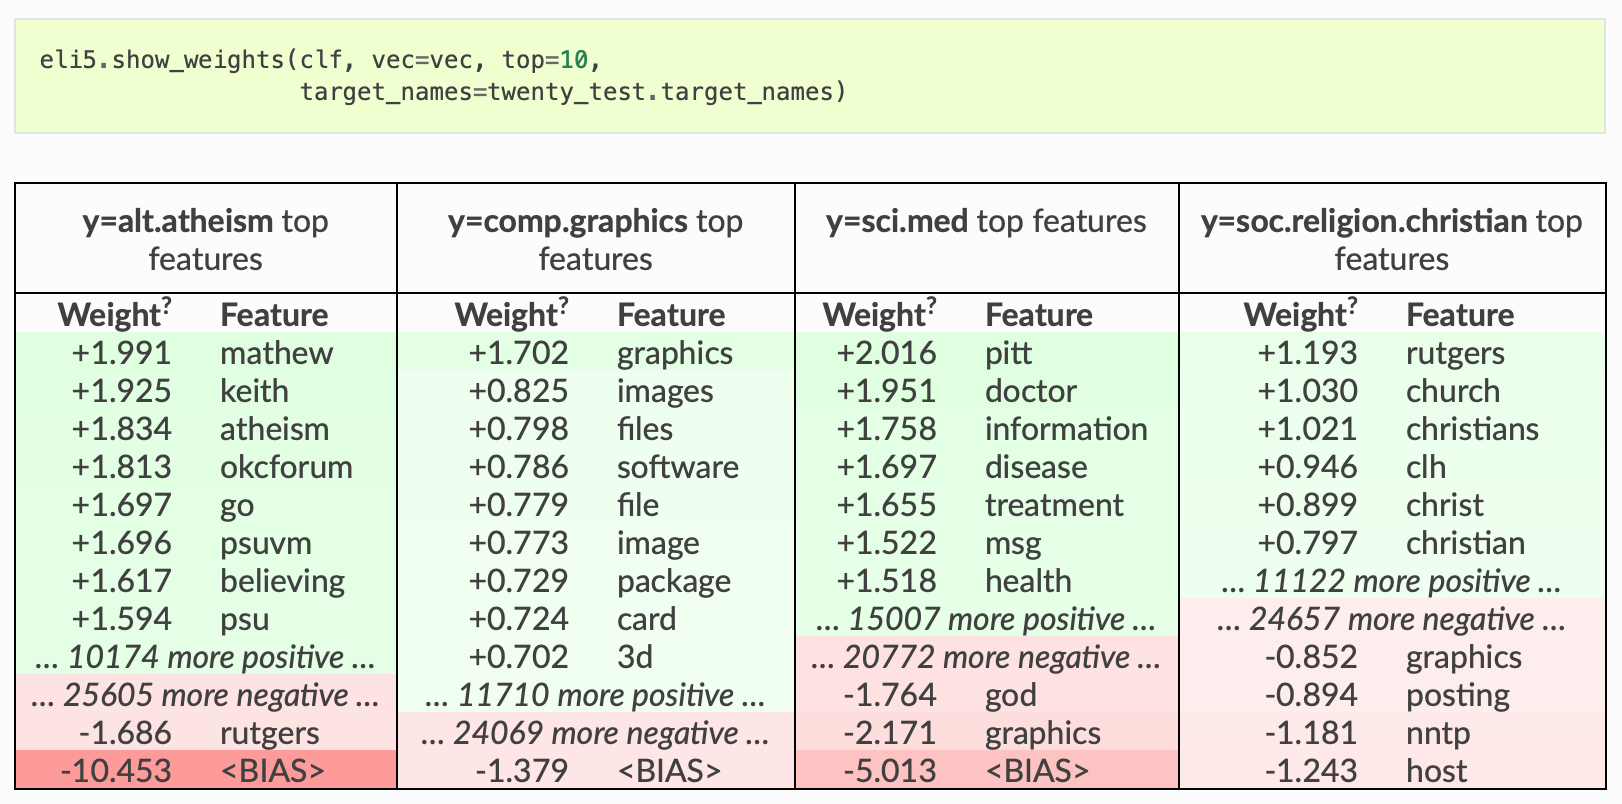 eli5.show_weights(clf, vec=vec, top=10,
target_names=twenty_test.target_names)
y=alt.atheism top features
Weight? Feature
+1.991 mathew
+1.925 keith
+1.834 atheism
+1.813 okcforum
+1.697 go
+1.696 psuvm
+1.617 believing
+1.594 psu
… 10174 more positive …
… 25605 more negative …
-1.686 rutgers
-10.453 <BIAS>
y=comp.graphics top features
Weight? Feature
+1.702 graphics
+0.825 images
+0.798 files
+0.786 software
+0.779 file
+0.773 image
+0.729 package
+0.724 card
+0.702 3d
… 11710 more positive …
… 24069 more negative …
-1.379 <BIAS>
y=sci.med top features
Weight? Feature
+2.016 pitt
+1.951 doctor
+1.758 information
+1.697 disease
+1.655 treatment
+1.522 msg
+1.518 health
… 15007 more positive …
… 20772 more negative …
-1.764 god
-2.171 graphics
-5.013 <BIAS>
y=soc.religion.christian top features
Weight? Feature
+1.193 rutgers
+1.030 church
+1.021 christians
+0.946 clh
+0.899 christ
+0.797 christian
… 11122 more positive …
… 24657 more negative …
-0.852 graphics
-0.894 posting
-1.181 nntp
-1.243 host